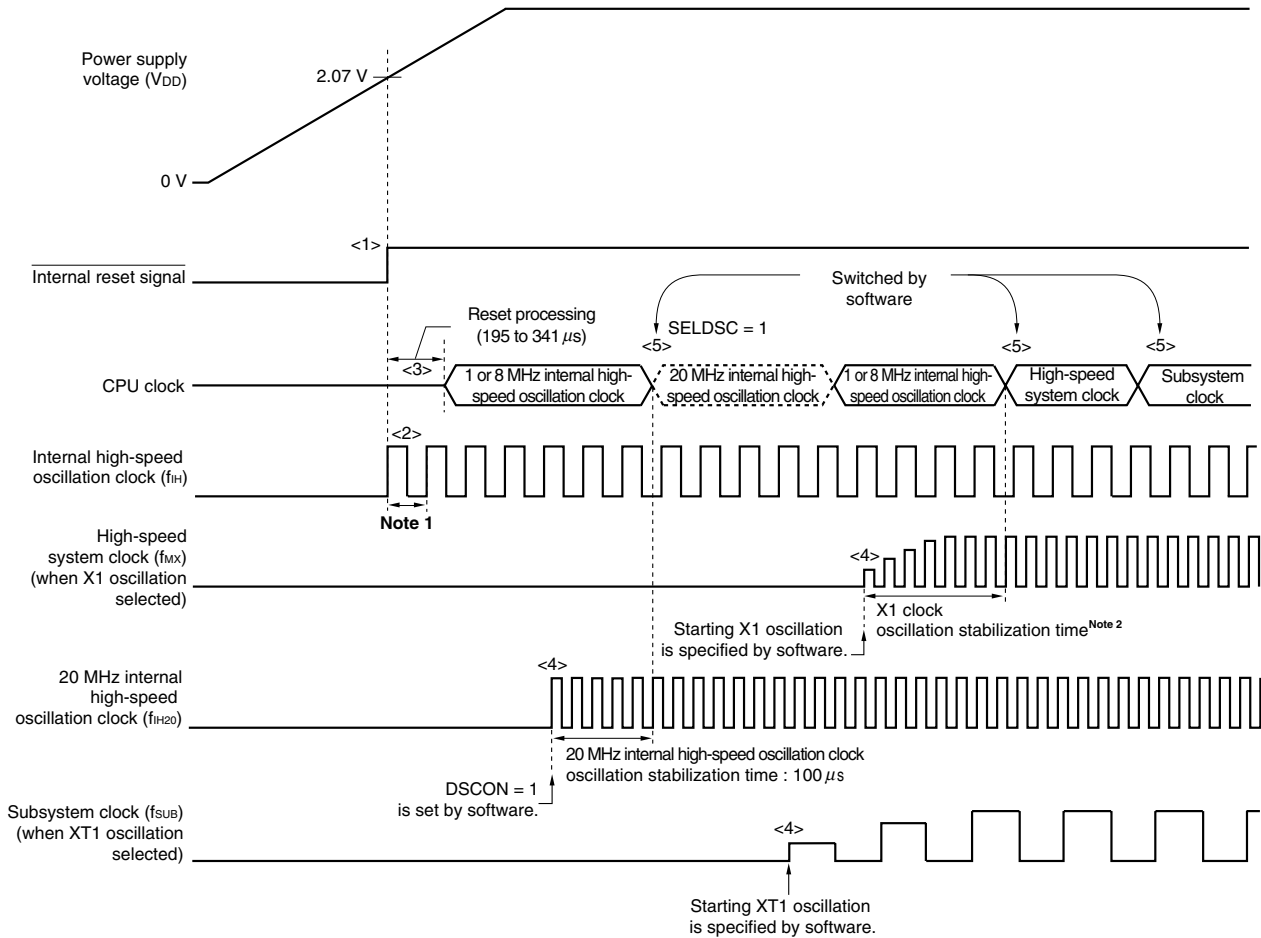 Power supply
voltage (VDD)
2.07 V
0 V
<1>
Internal reset signal
Switched by
software
Reset processing
(195 to 341 μs)
SELDSC = 1
<3>
<5>
<5>
<5>
CPU clock
1 or 8 MHz internal high-
speed oscillation clock
20 MHz internal high-
speed oscillation clock
1 or 8 MHz internal high-
speed oscillation clock
High-speed
system clock
Subsystem
clock
<2>
Internal high-speed
oscillation clock (fIH)
Note 1
High-speed
system clock (fMX)
(when X1 oscillation
selected)
<4>
Starting X1 oscillation
is specified by software.
X1 clock
oscillation stabilization time Note 2
20 MHz internal
high-speed
oscillation clock (fIH20)
<4>
20 MHz internal high-speed oscillation clock
oscillation stabilization time : 100 μs
DSCON = 1
is set by software.
Subsystem clock (fSUB)
(when XT1 oscillation
selected)
<4>
Starting XT1 oscillation
is specified by software.